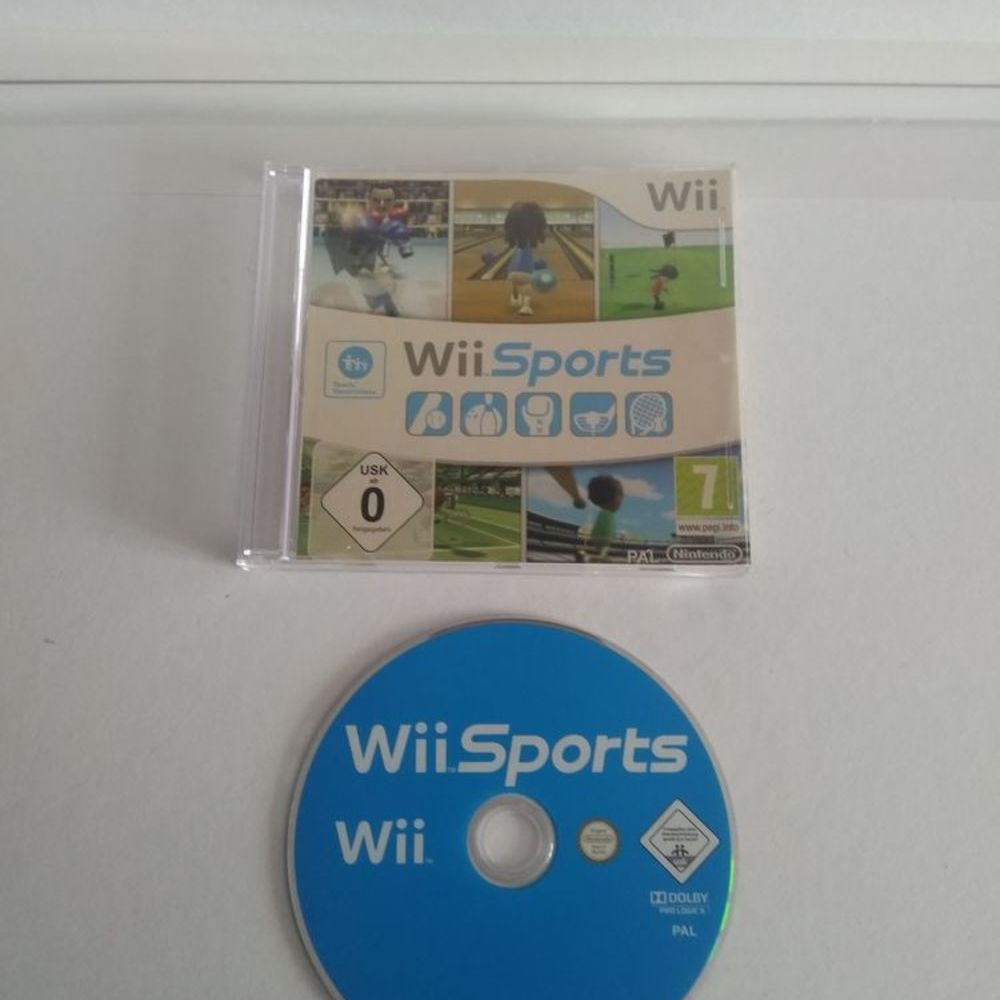 Wii
Wii Sports
USK
ab
0
freigegeben
7
www.pegi.info
PAL
Nintendo
Wii Sports
Wii
Nintendo
DOLBY
PRO LOGIC II
PAL